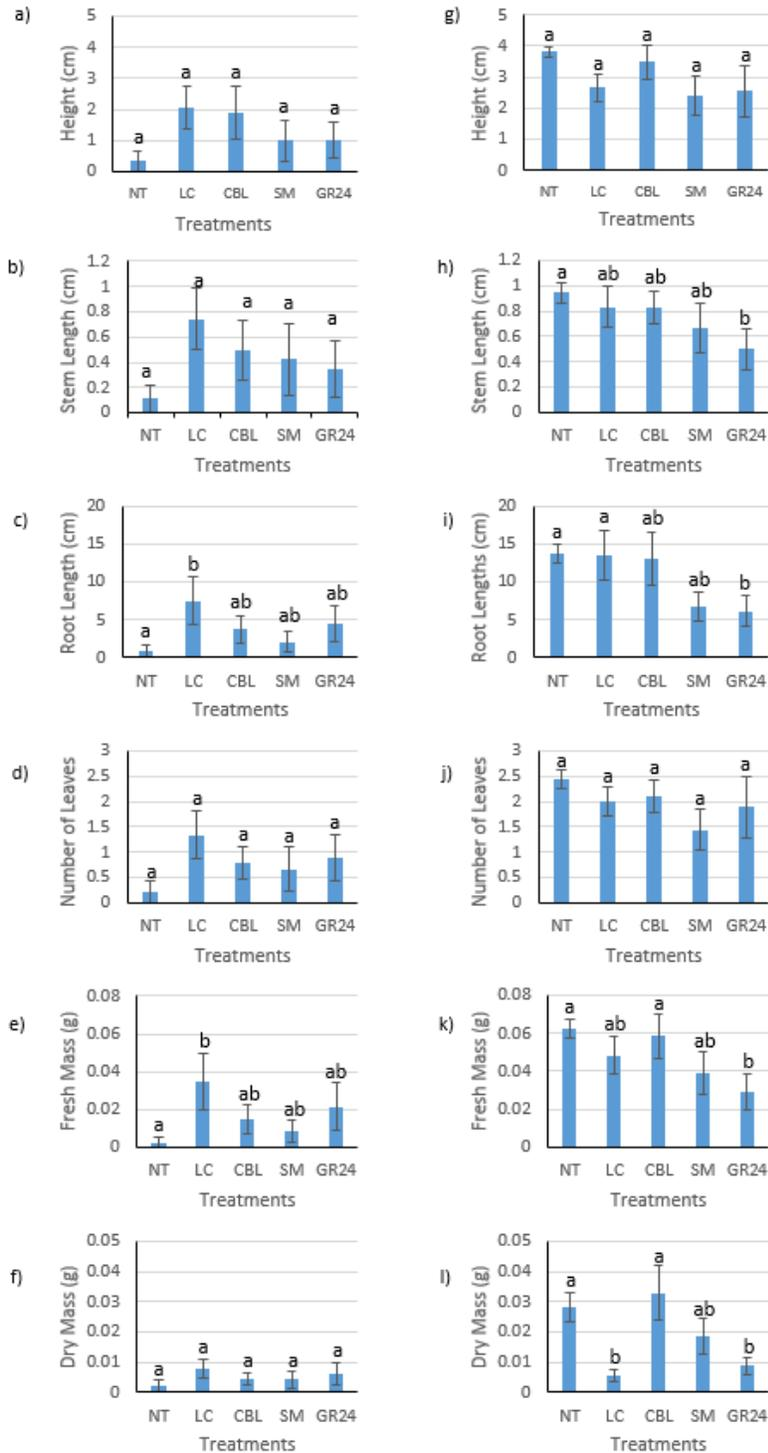 a)
Height (cm)
5
4
3
2
1
0
a a a a a
NT LC CBL SM GR24
Treatments
g)
Height (cm)
5
4
3
2
1
0
a a a a a
NT LC CBL SM GR24
Treatments
b)
Stem Length (cm)
1.2
1
0.8
0.6
0.4
0.2
0
a a a a a
NT LC CBL SM GR24
Treatments
h)
Stem Length (cm)
1.2
1
0.8
0.6
0.4
0.2
0
a ab ab ab b
NT LC CBL SM GR24
Treatments
c)
Root Length (cm)
20
15
10
5
0
a b ab ab ab
NT LC CBL SM GR24
Treatments
i)
Root Lengths (cm)
20
15
10
5
0
a a ab ab b
NT LC CBL SM GR24
Treatments
d)
Number of Leaves
3
2.5
2
1.5
1
0.5
0
a a a a a
NT LC CBL SM GR24
Treatments
j)
Number of Leaves
3
2.5
2
1.5
1
0.5
0
a a a a a
NT LC CBL SM GR24
Treatments
e)
Fresh Mass (g)
0.08
0.06
0.04
0.02
0
a b ab ab ab
NT LC CBL SM GR24
Treatments
k)
Fresh Mass (g)
0.08
0.06
0.04
0.02
0
a ab a ab b
NT LC CBL SM GR24
Treatments
f)
Dry Mass (g)
0.05
0.04
0.03
0.02
0.01
0
a a a a a
NT LC CBL SM GR24
Treatments
l)
Dry Mass (g)
0.05
0.04
0.03
0.02
0.01
0
a b a ab b
NT LC CBL SM GR24
Treatments